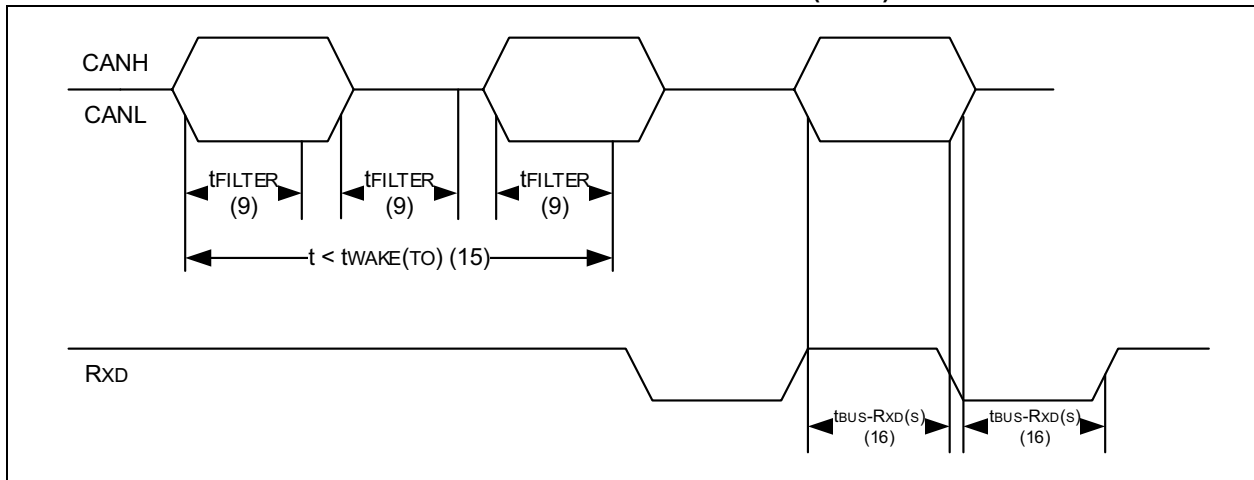 CANH
CANL
tFILTER
(9)
tFILTER
(9)
tFILTER
(9)
t < tWAKE(TO) (15)
RXD
tBUS-RXD(S)
(16)
tBUS-RXD(S)
(16)